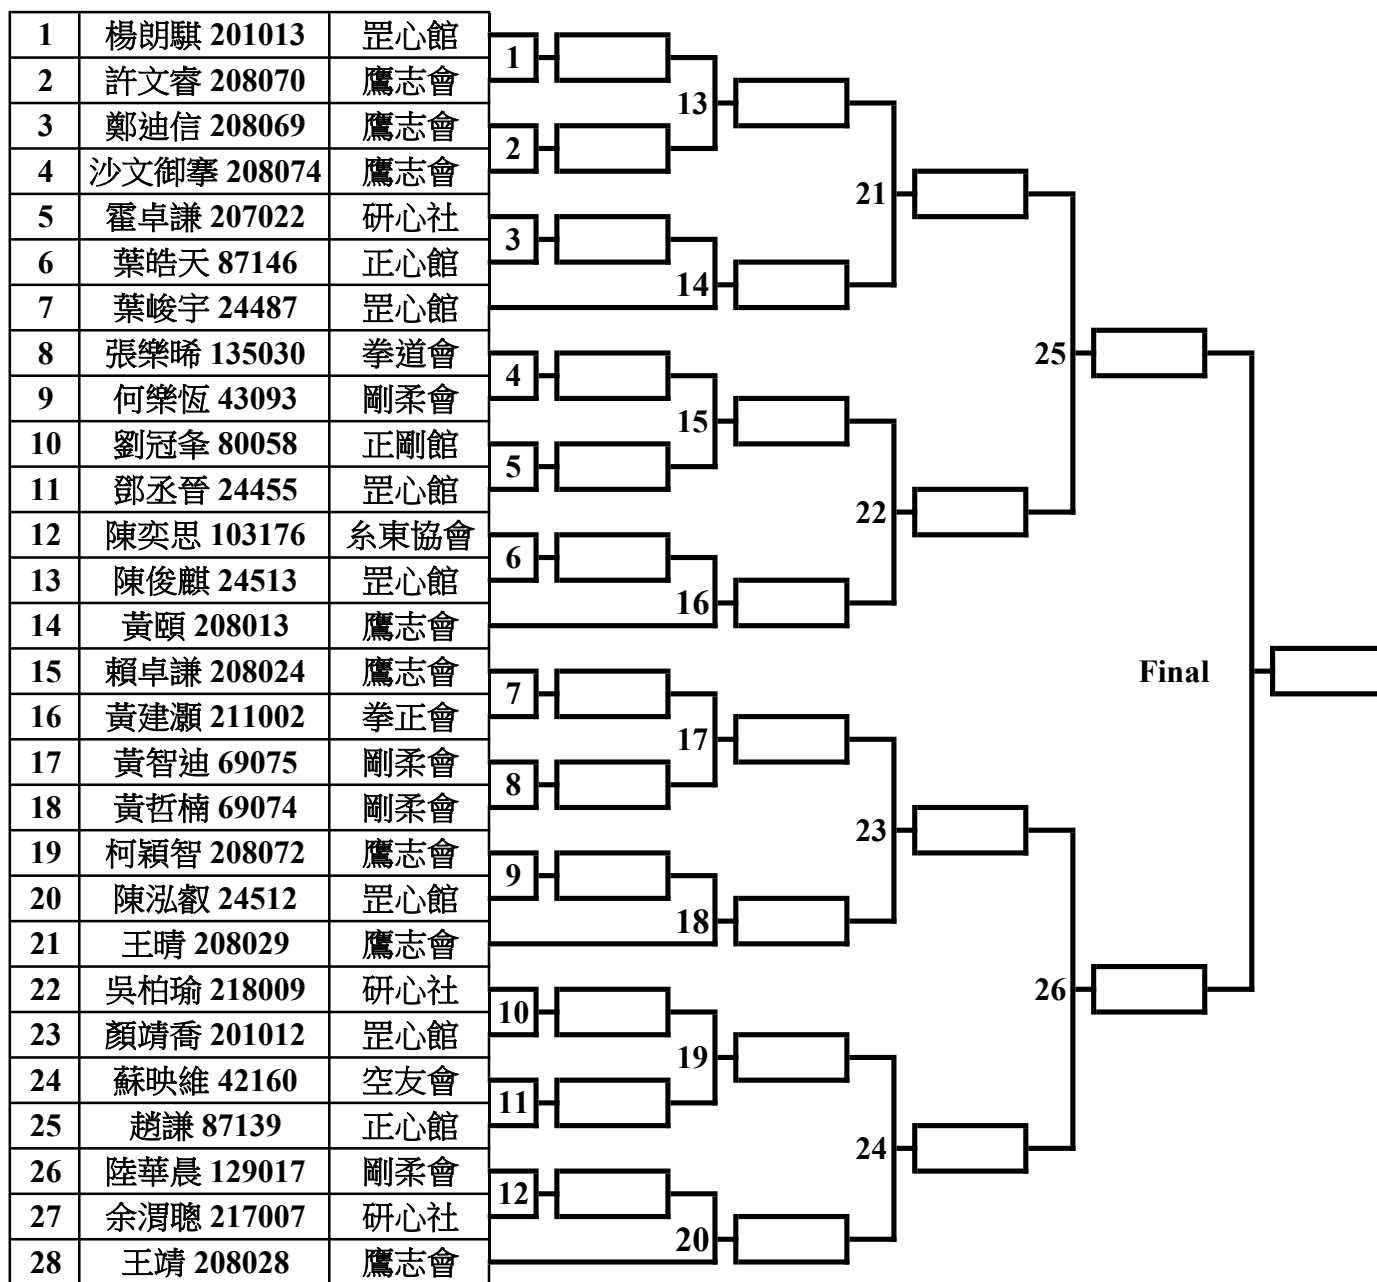 1 楊朗騏 201013 罡心館
2 許文睿 208070 鷹志會
3 鄭迪信 208069 鷹志會
4 沙文御搴 208074 鷹志會
5 霍卓謙 207022 研心社
6 葉皓天 87146 正心館
7 葉峻宇 24487 罡心館
8 張樂晞 135030 拳道會
9 何樂恆 43093 剛柔會
10 劉冠夆 80058 正剛館
11 鄧丞晉 24455 罡心館
12 陳奕思 103176 糸東協會
13 陳俊麒 24513 罡心館
14 黃頤 208013 鷹志會
15 賴卓謙 208024 鷹志會
16 黃建灝 211002 拳正會
17 黃智迪 69075 剛柔會
18 黃哲楠 69074 剛柔會
19 柯穎智 208072 鷹志會
20 陳泓叡 24512 罡心館
21 王晴 208029 鷹志會
22 吳柏瑜 218009 研心社
23 顏靖喬 201012 罡心館
24 蘇映維 42160 空友會
25 趙謙 87139 正心館
26 陸華晨 129017 剛柔會
27 余渭聰 217007 研心社
28 王靖 208028 鷹志會
1
2
3
4
5
6
7
8
9
10
11
12
13
14
15
16
17
18
19
20
21
22
23
24
25
26
Final